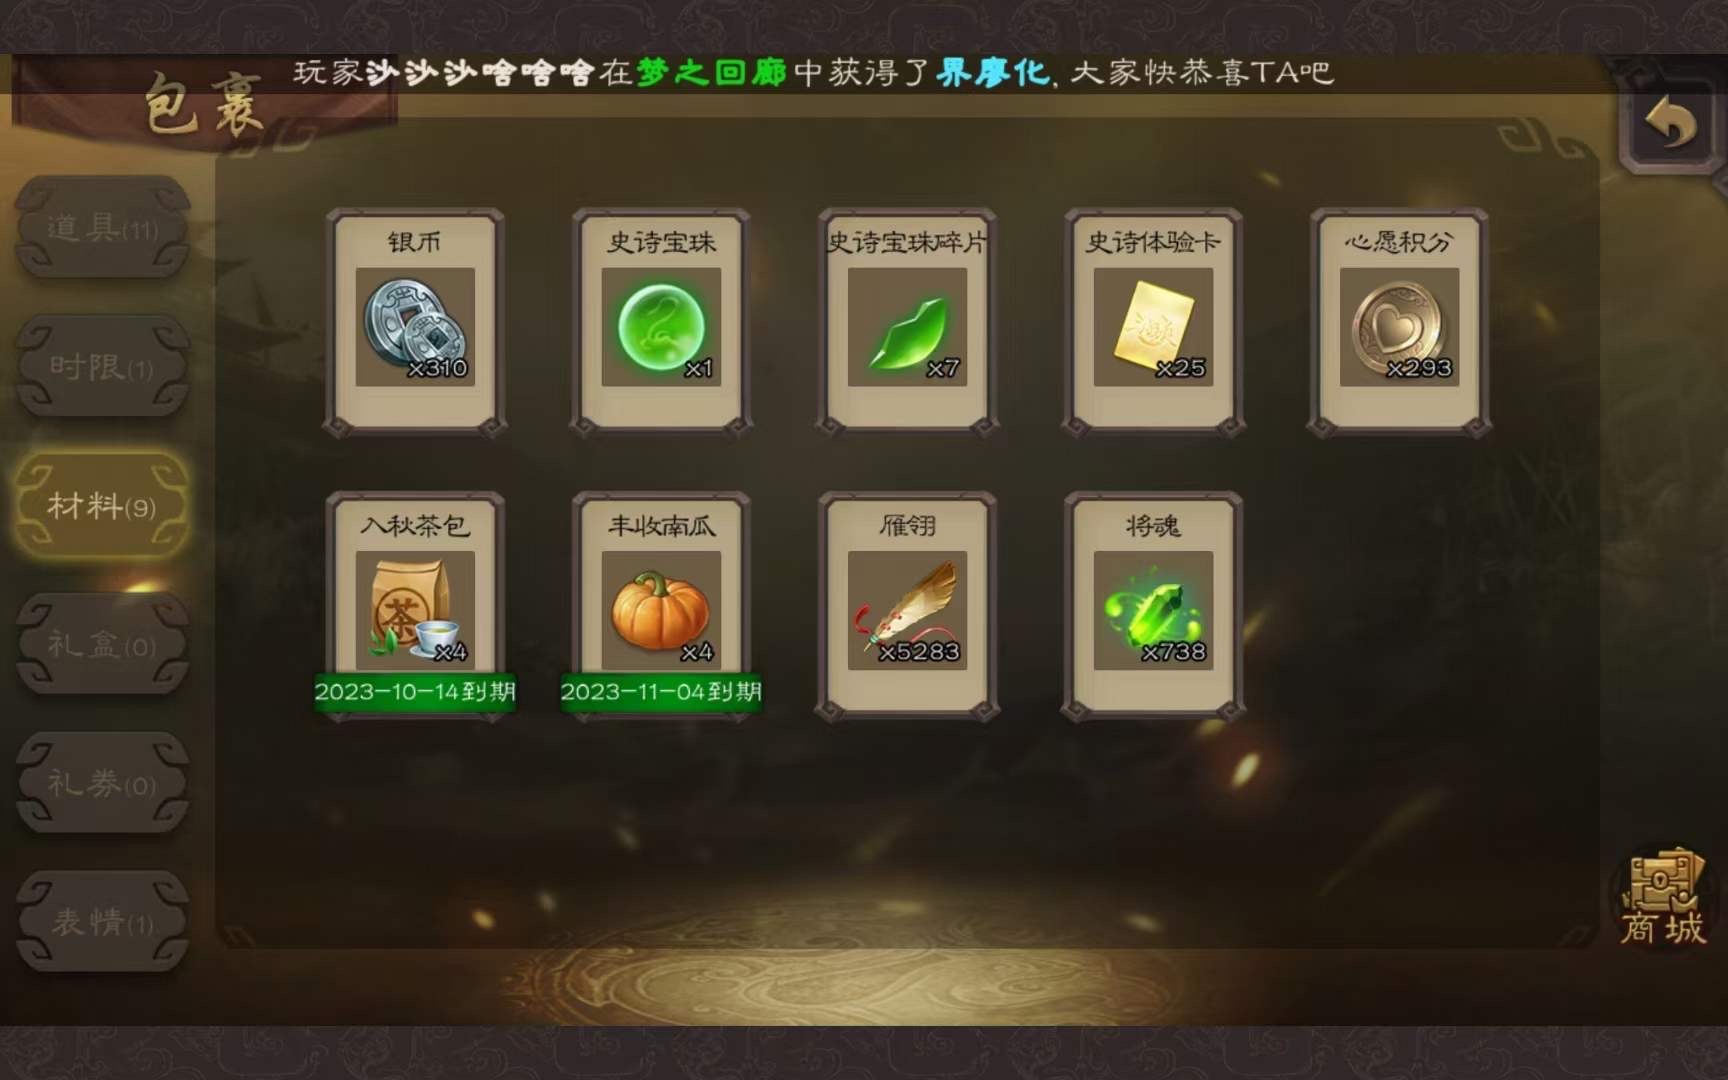 玩家沙沙沙啥啥啥在梦之回廊中获得了界廖化, 大家快恭喜TA吧
包裹
道具(11)
时限(1)
材料(9)
礼盒(0)
礼券(0)
表情(1)
银币
x310
史诗宝珠
x1
史诗宝珠碎片
x7
史诗体验卡
x25
心愿积分
x293
入秋茶包
茶
x4
2023-10-14到期
丰收南瓜
x4
2023-11-04到期
雁翎
x5283
将魂
x738
商城